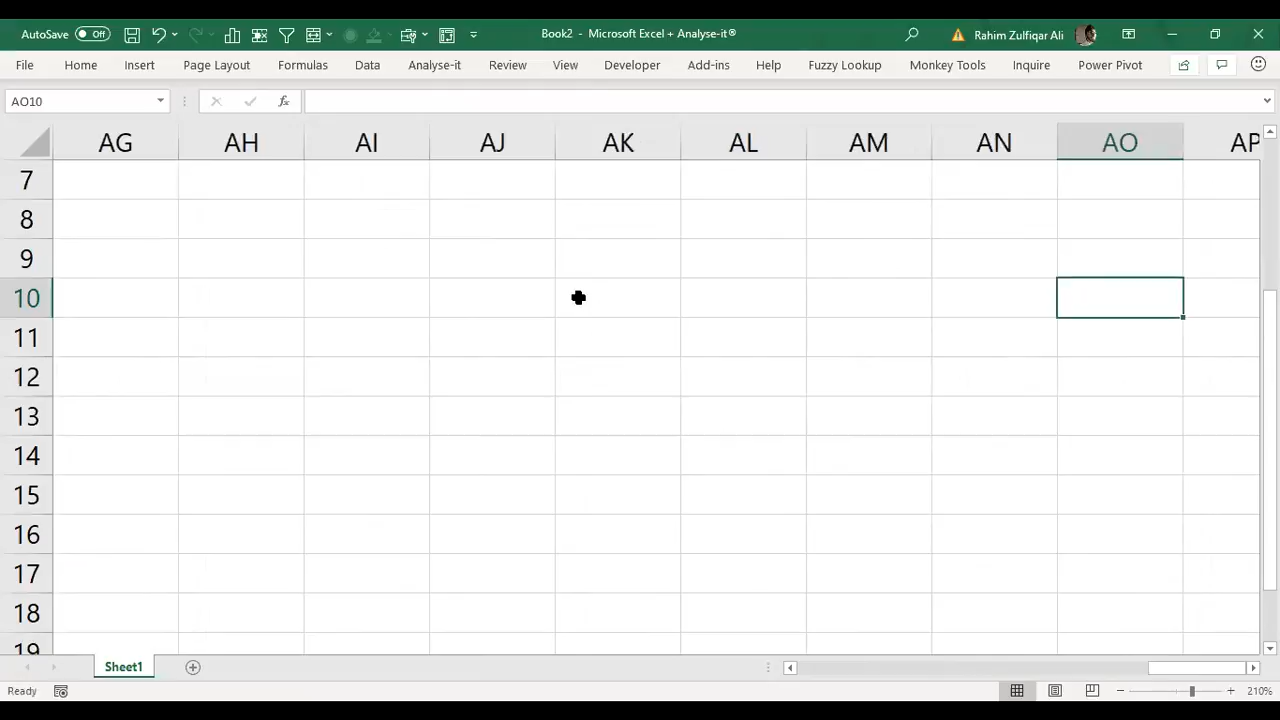 AutoSave Off Book2 - Microsoft Excel + Analyse-it® Rahim Zulfiqar Ali
File Home Insert Page Layout Formulas Data Analyse-it Review View Developer Add-ins Help Fuzzy Lookup Monkey Tools Inquire Power Pivot
AO10 fx
AG AH AI AJ AK AL AM AN AO AP
7
8
9
10
11
12
13
14
15
16
17
18
19
Sheet1
Ready 210%